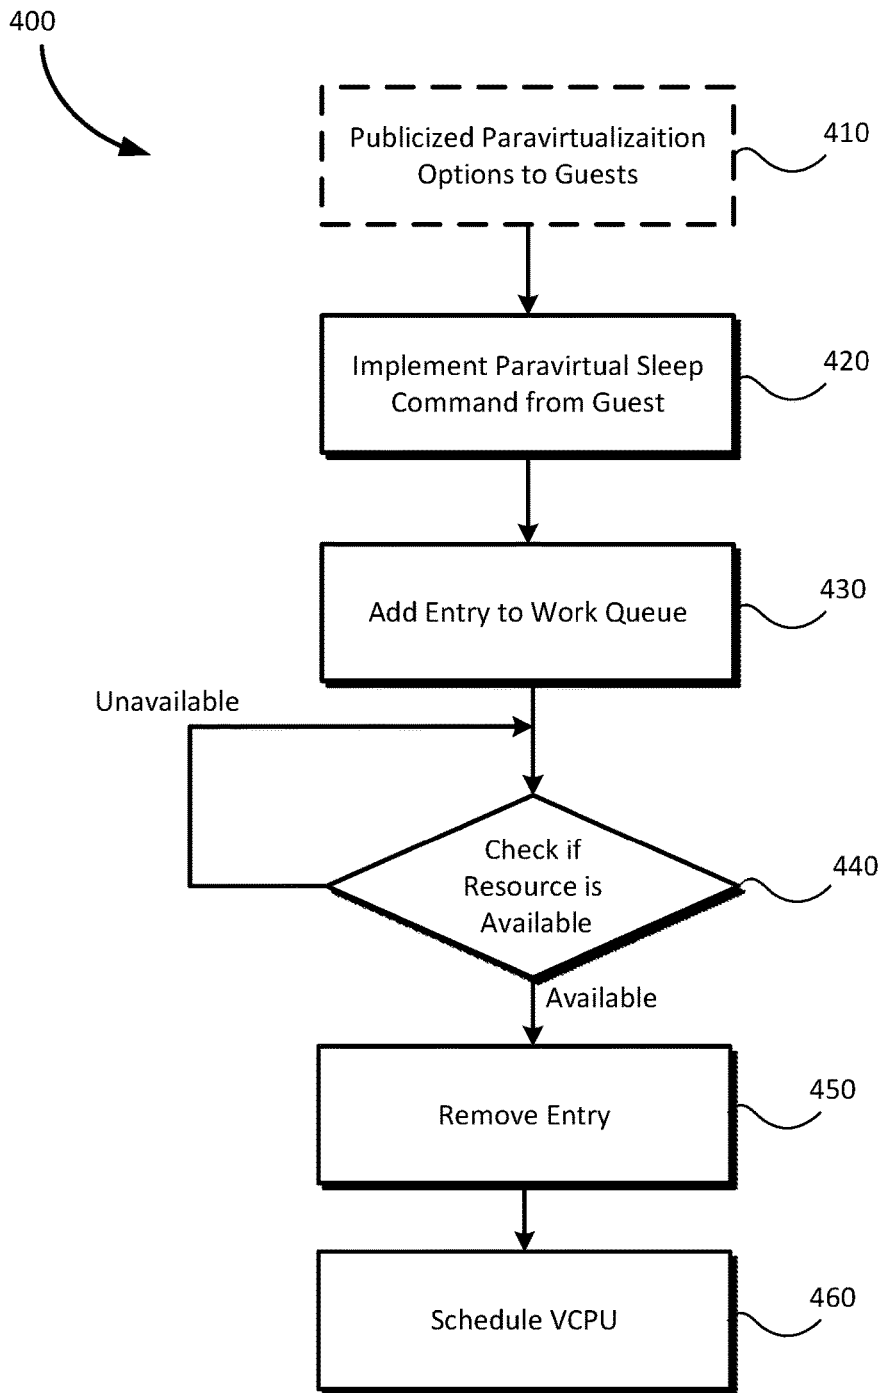 400
Publicized Paravirtualizaition
Options to Guests
410
Implement Paravirtual Sleep
Command from Guest
420
Add Entry to Work Queue
430
Unavailable
Check if
Resource is
Available
440
Available
Remove Entry
450
Schedule VCPU
460